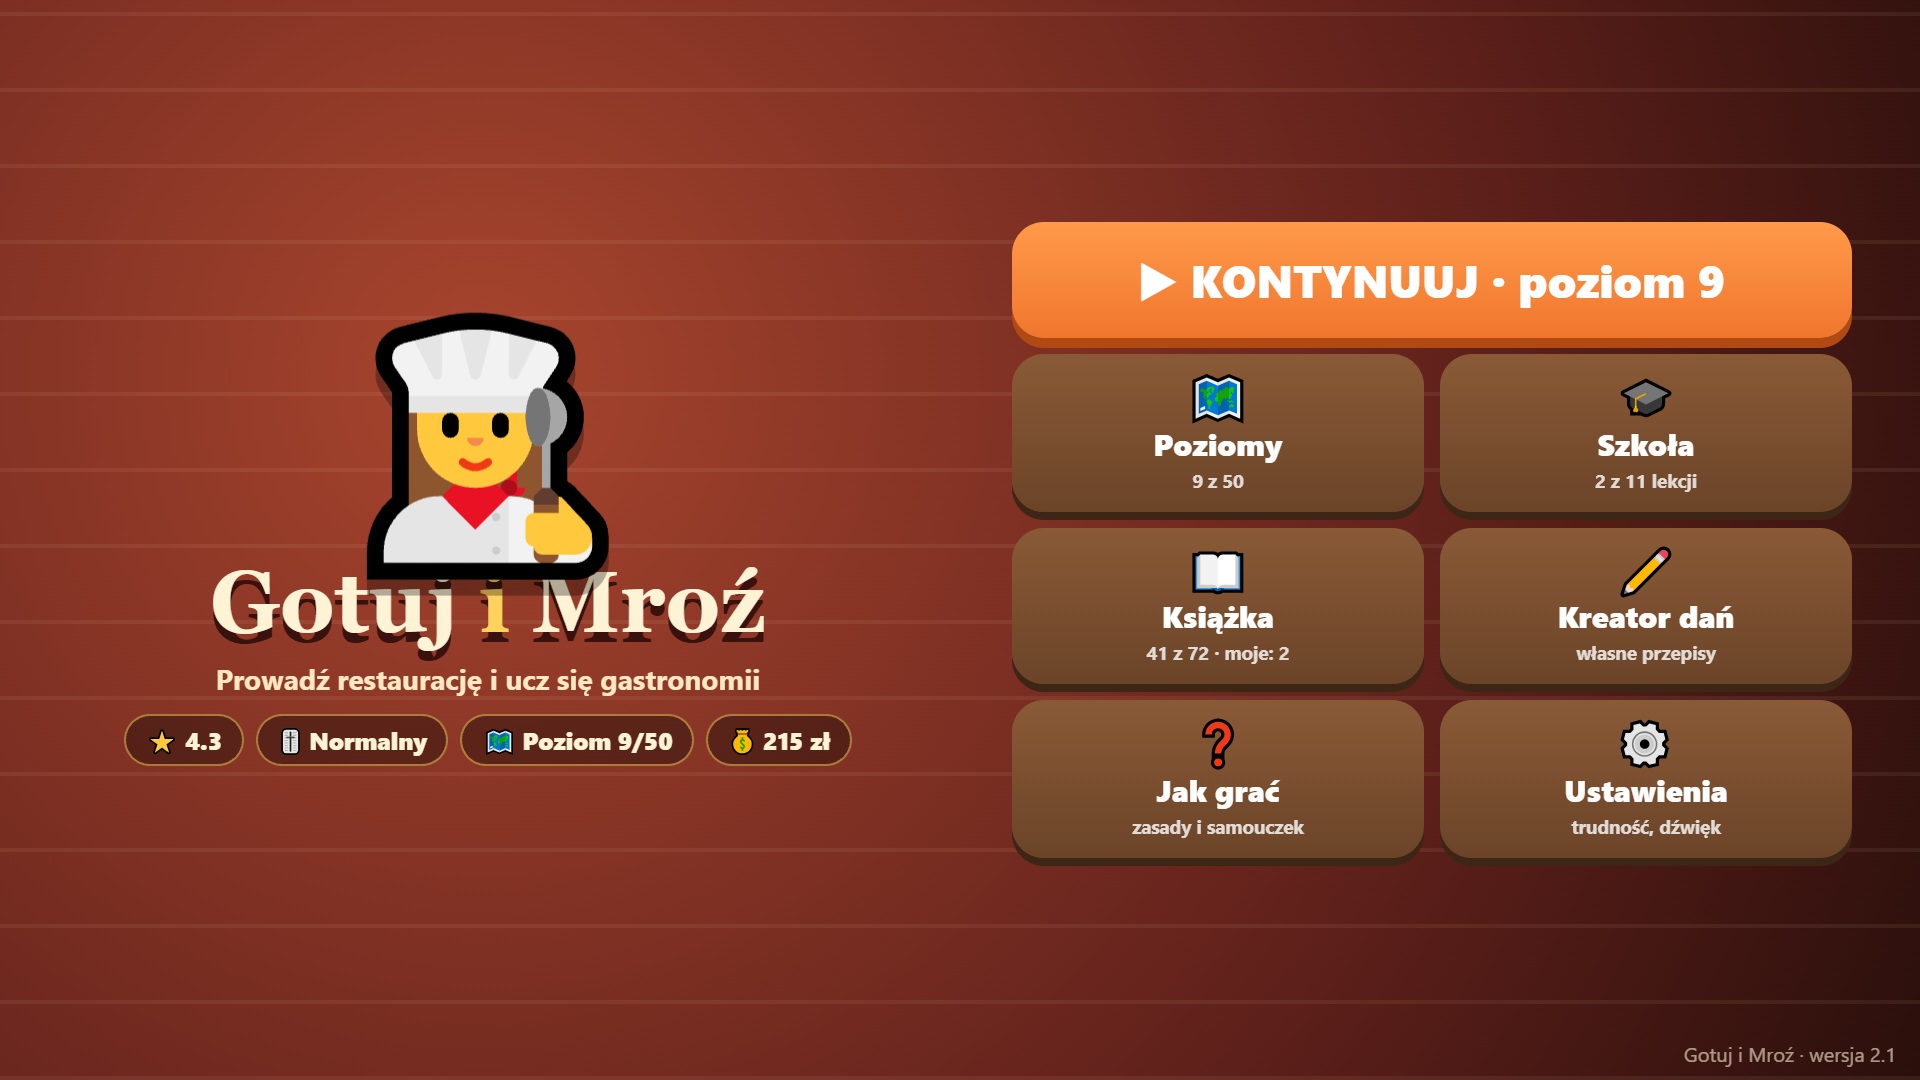 Gotuj i Mroź
Prowadź restaurację i ucz się gastronomii
4.3
Normalny
Poziom 9/50
215 zł
KONTYNUUJ · poziom 9
Poziomy
9 z 50
Szkoła
2 z 11 lekcji
Książka
41 z 72 · moje: 2
Kreator dań
własne przepisy
Jak grać
zasady i samouczek
Ustawienia
trudność, dźwięk
Gotuj i Mroź · wersja 2.1